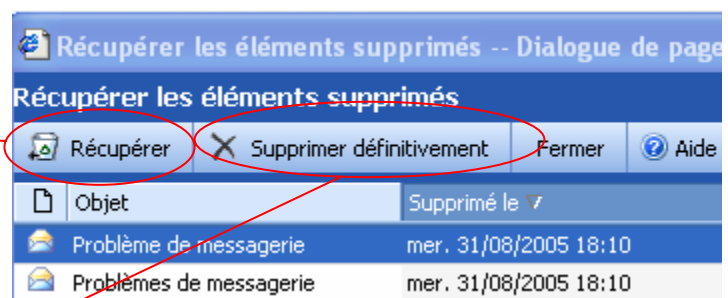 Récupérer les éléments supprimés -- Dialogue de page
Récupérer les éléments supprimés
Récupérer Supprimer définitivement Fermer Aide
Objet Supprimé le
Problème de messagerie mer. 31/08/2005 18:10
Problèmes de messagerie mer. 31/08/2005 18:10